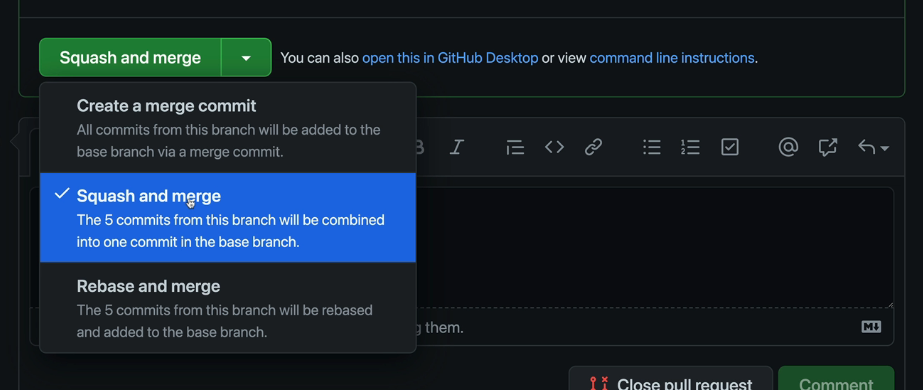 Squash and merge
You can also open this in GitHub Desktop or view command line instructions.
Create a merge commit
All commits from this branch will be added to the
base branch via a merge commit.
Squash and merge
The 5 commits from this branch will be combined
into one commit in the base branch.
Rebase and merge
The 5 commits from this branch will be rebased
and added to the base branch.
them.
Close pull request
Comment